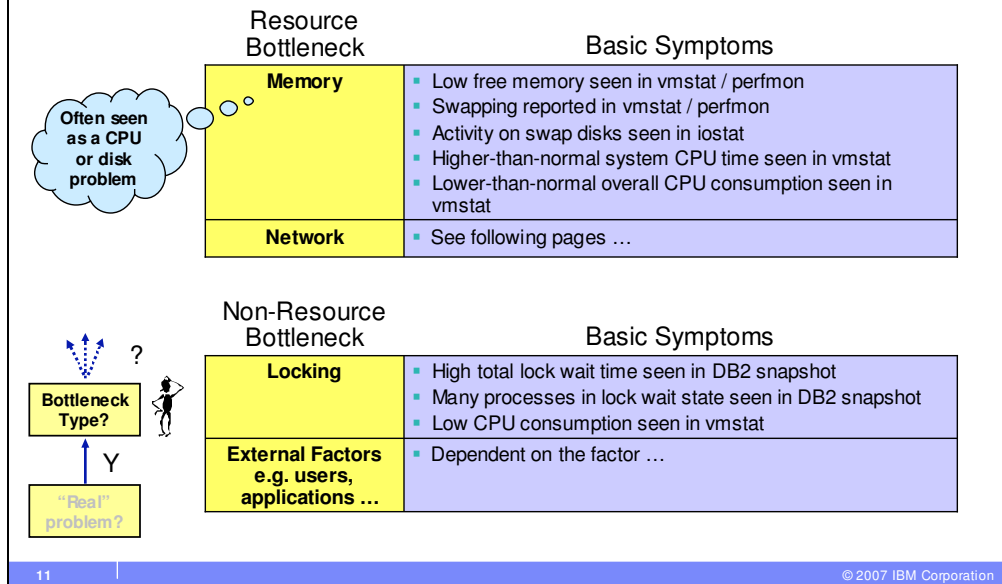 Resource
Bottleneck
Basic Symptoms
Often seen
as a CPU
or disk
problem
Memory
▪ Low free memory seen in vmstat / perfmon
▪ Swapping reported in vmstat / perfmon
▪ Activity on swap disks seen in iostat
▪ Higher-than-normal system CPU time seen in vmstat
▪ Lower-than-normal overall CPU consumption seen in
vmstat
Network
▪ See following pages …
Non-Resource
Bottleneck
Basic Symptoms
?
Bottleneck
Type?
Y
“Real”
problem?
Locking
▪ High total lock wait time seen in DB2 snapshot
▪ Many processes in lock wait state seen in DB2 snapshot
▪ Low CPU consumption seen in vmstat
External Factors
e.g. users,
applications …
▪ Dependent on the factor …
11
© 2007 IBM Corporation